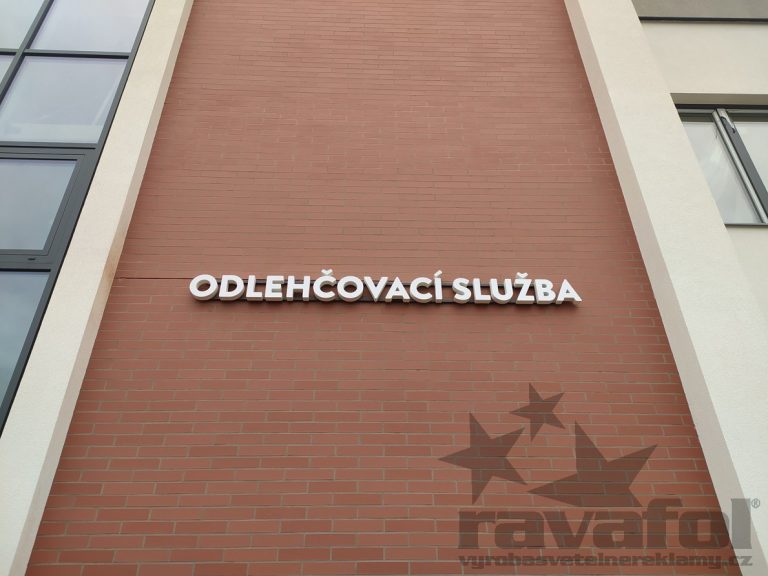 ODLEHČOVACÍ SLUŽBA
ravafol®
vyrobasvetelnereklamy.cz